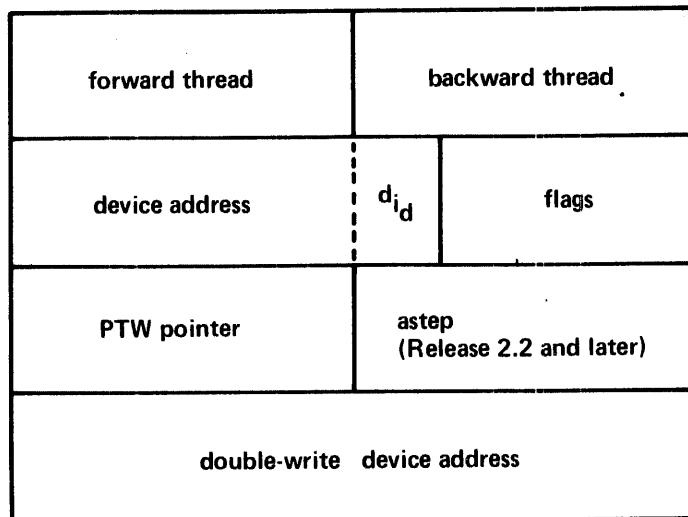 forward thread
backward thread
device address
did
flags
PTW pointer
astep
(Release 2.2 and later)
double-write device address